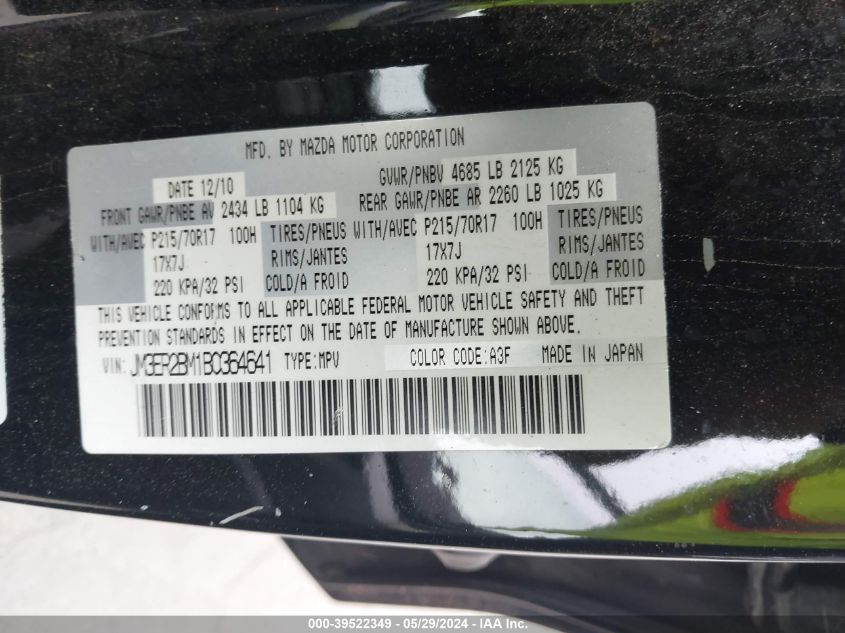 MFD. BY MAZDA MOTOR CORPORATION
DATE 12/10 GVWR/PNBV 4685 LB 2125 KG
FRONT GAWR/PNBE AV 2434 LB 1104 KG REAR GAWR/PNBE AR 2260 LB 1025 KG
WITH/AVEC P215/70R17 100H TIRES/PNEUS WITH/AVEC P215/70R17 100H TIRES/PNEUS
17X7J RIMS/JANTES 17X7J RIMS/JANTES
220 KPA/32 PSI COLD/A FROID 220 KPA/32 PSI COLD/A FROID
THIS VEHICLE CONFORMS TO ALL APPLICABLE FEDERAL MOTOR VEHICLE SAFETY AND THEFT
PREVENTION STANDARDS IN EFFECT ON THE DATE OF MANUFACTURE SHOWN ABOVE.
VIN: JM3ER2BM1B0364641 TYPE:MPV COLOR CODE:A3F MADE IN JAPAN
000-39522349 - 05/29/2024 - IAA Inc.